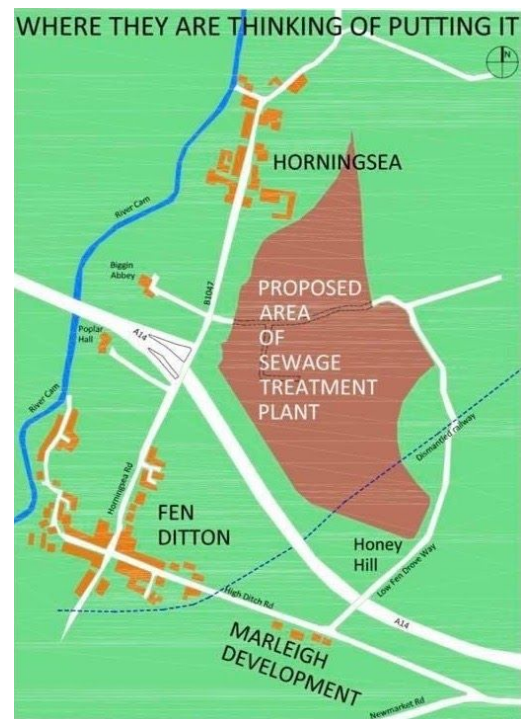 WHERE THEY ARE THINKING OF PUTTING IT
N
HORNINGSEA
River Cam
Biggin
Abbey
B1047
PROPOSED
AREA
OF
SEWAGE
TREATMENT
PLANT
A14
Poplar
Hall
River Cam
Dismantled railway
Horningsea Rd
FEN
DITTON
Honey
Hill
Low Fen Drove Way
High Ditch Rd
A14
MARLEIGH
DEVELOPMENT
Newmarket Rd